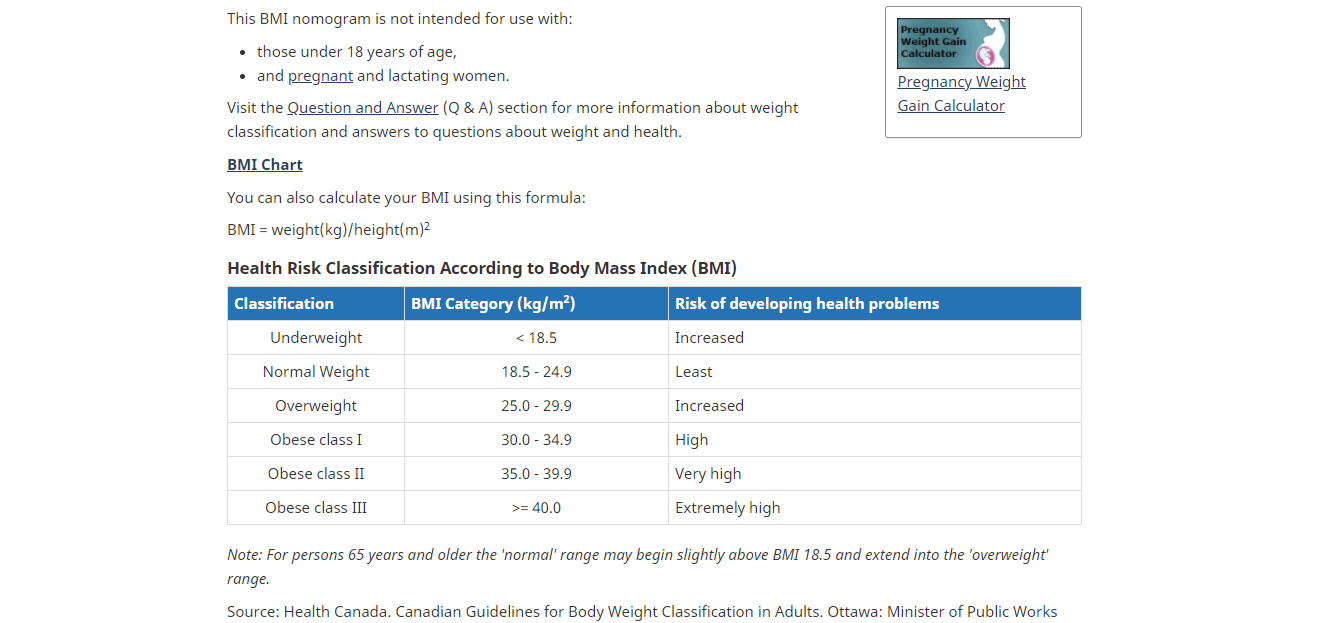 This BMI nomogram is not intended for use with:
those under 18 years of age,
and pregnant and lactating women.
Visit the Question and Answer (Q & A) section for more information about weight
classification and answers to questions about weight and health.
Pregnancy
Weight Gain
Calculator
Pregnancy Weight
Gain Calculator
BMI Chart
You can also calculate your BMI using this formula:
BMI = weight(kg)/height(m)²
Health Risk Classification According to Body Mass Index (BMI)
Classification BMI Category (kg/m²) Risk of developing health problems
Underweight < 18.5 Increased
Normal Weight 18.5 - 24.9 Least
Overweight 25.0 - 29.9 Increased
Obese class I 30.0 - 34.9 High
Obese class II 35.0 - 39.9 Very high
Obese class III >= 40.0 Extremely high
Note: For persons 65 years and older the 'normal' range may begin slightly above BMI 18.5 and extend into the 'overweight'
range.
Source: Health Canada. Canadian Guidelines for Body Weight Classification in Adults. Ottawa: Minister of Public Works